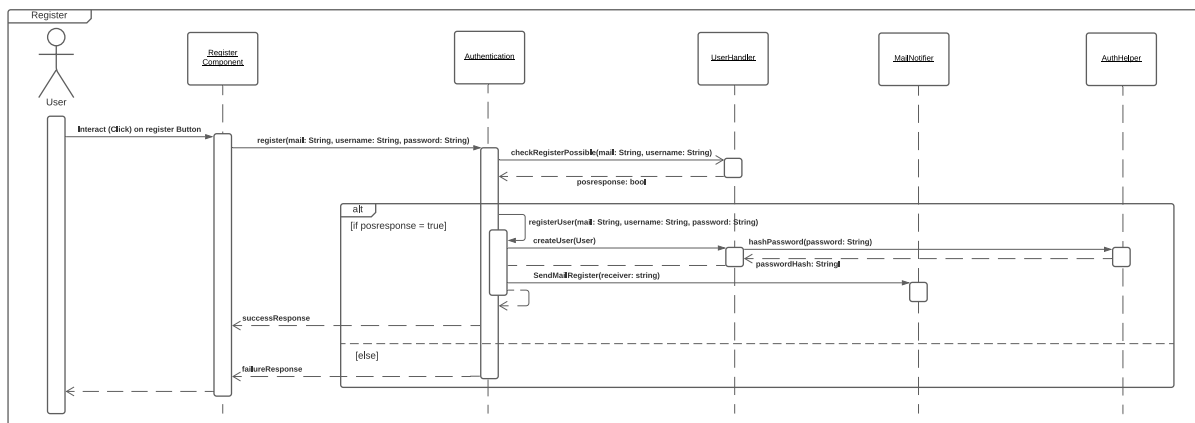 Register
User
Register
Component
Authentication
UserHandler
MailNotifier
AuthHelper
Interact (Click) on register Button
register(mail: String, username: String, password: String)
checkRegisterPossible(mail: String, username: String)
posresponse: bool
alt
[if posresponse = true]
registerUser(mail: String, username: String, password: String)
createUser(User)
hashPassword(password: String)
passwordHash: Stringl
SendMailRegister(receiver: string)
successResponse
[else]
failureResponse